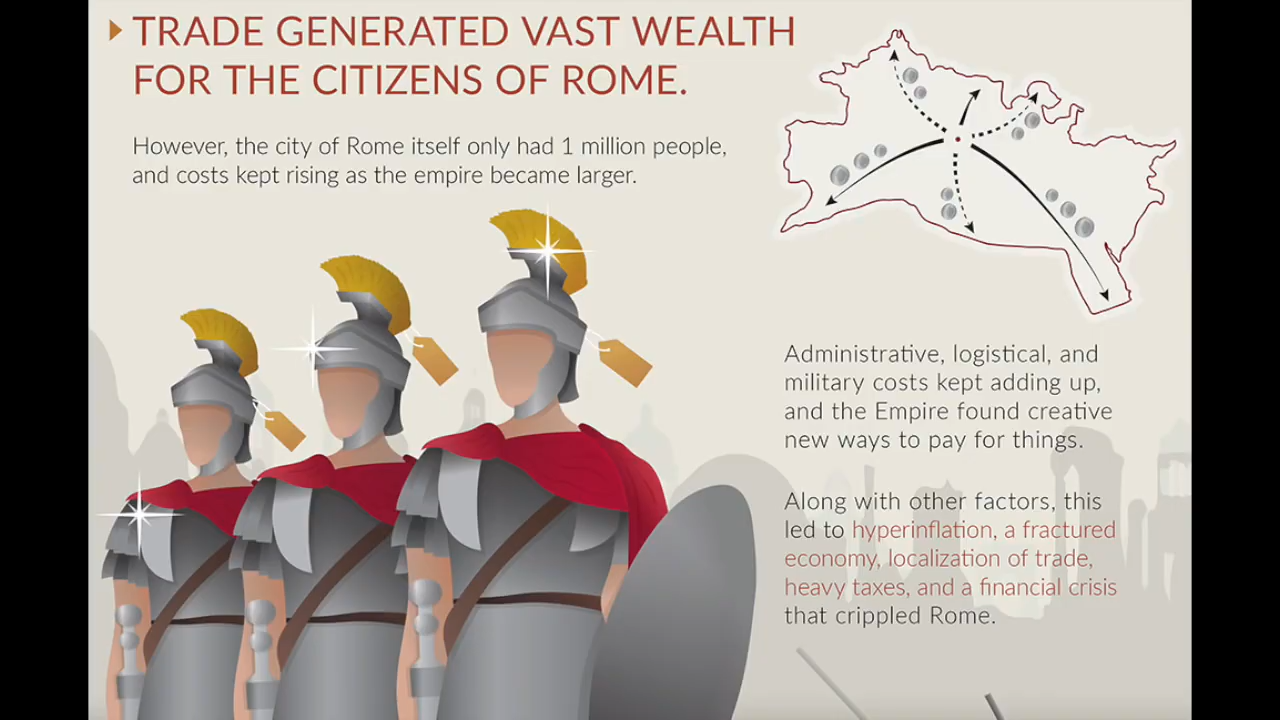 TRADE GENERATED VAST WEALTH
FOR THE CITIZENS OF ROME.
However, the city of Rome itself only had 1 million people,
and costs kept rising as the empire became larger.
Administrative, logistical, and
military costs kept adding up,
and the Empire found creative
new ways to pay for things.
Along with other factors, this
led to hyperinflation, a fractured
economy, localization of trade,
heavy taxes, and a financial crisis
that crippled Rome.